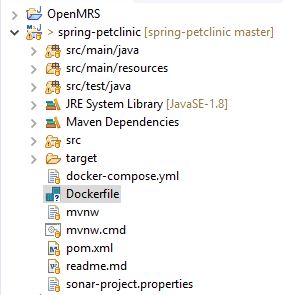 OpenMRS
> spring-petclinic [spring-petclinic master]
src/main/java
src/main/resources
src/test/java
JRE System Library [JavaSE-1.8]
Maven Dependencies
src
target
docker-compose.yml
Dockerfile
mvnw
mvnw.cmd
pom.xml
readme.md
sonar-project.properties